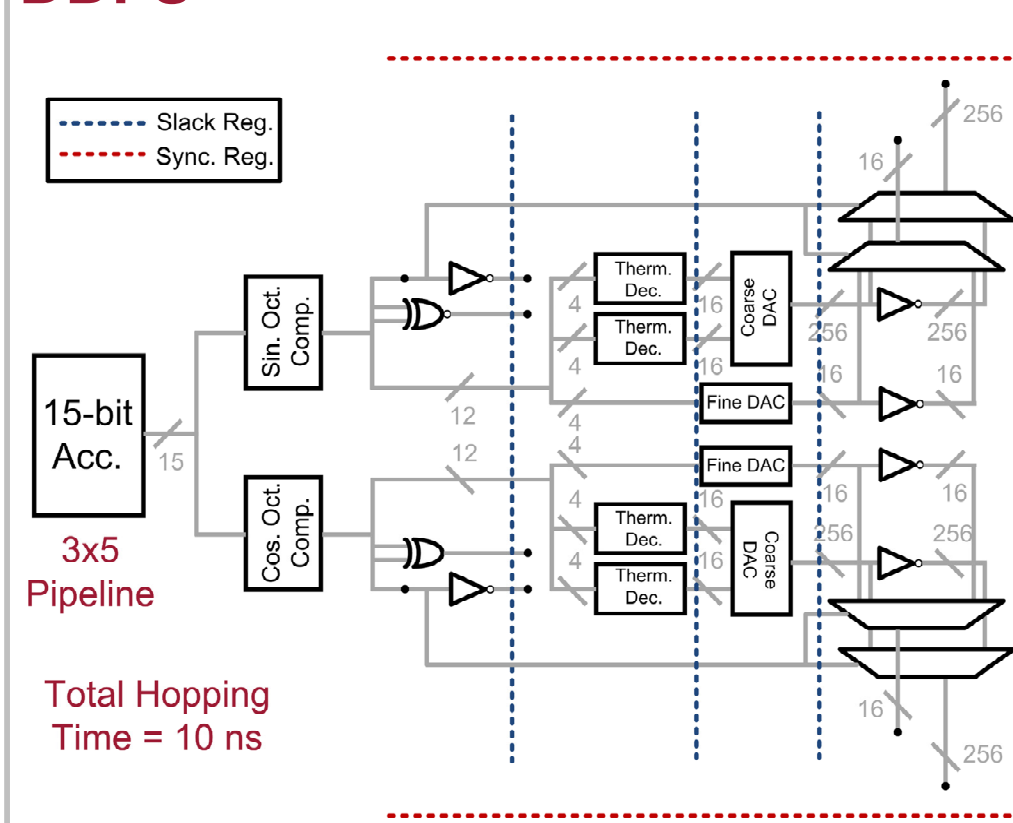 Slack Reg.
Sync. Reg.
256
16
Sin. Oct.
Comp.
Therm.
Dec.
4
16
Coarse
DAC
256
256
Therm.
Dec.
4
16
16
16
12
Fine DAC
4
15-bit
Acc.
15
12
4
Fine DAC
16
16
3x5
Pipeline
Cos. Oct.
Comp.
4
Therm.
Dec.
16
Coarse
DAC
256
256
4
Therm.
Dec.
16
Total Hopping
Time = 10 ns
16
256